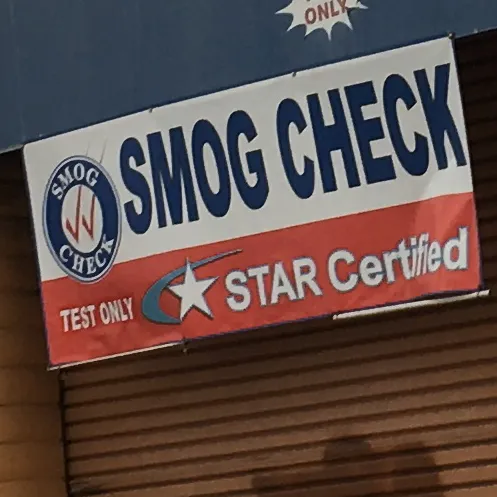 ONLY
SMOG CHECK
SMOG
CHECK
TEST ONLY
STAR Certified